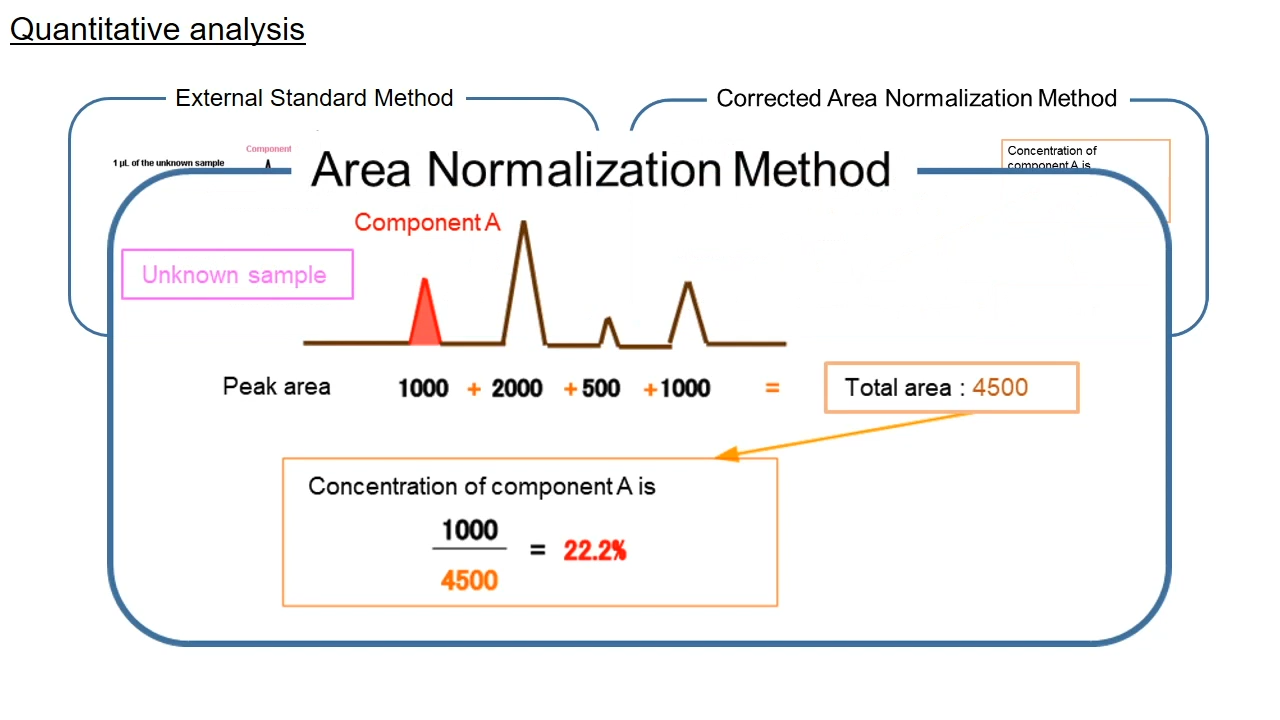 Quantitative analysis
External Standard Method
Corrected Area Normalization Method
Component
1 µL of the unknown sample
Concentration of
component A is
Area Normalization Method
Component A
Unknown sample
Peak area 1000 + 2000 + 500 + 1000 = Total area : 4500
Concentration of component A is
1000
4500
= 22.2%